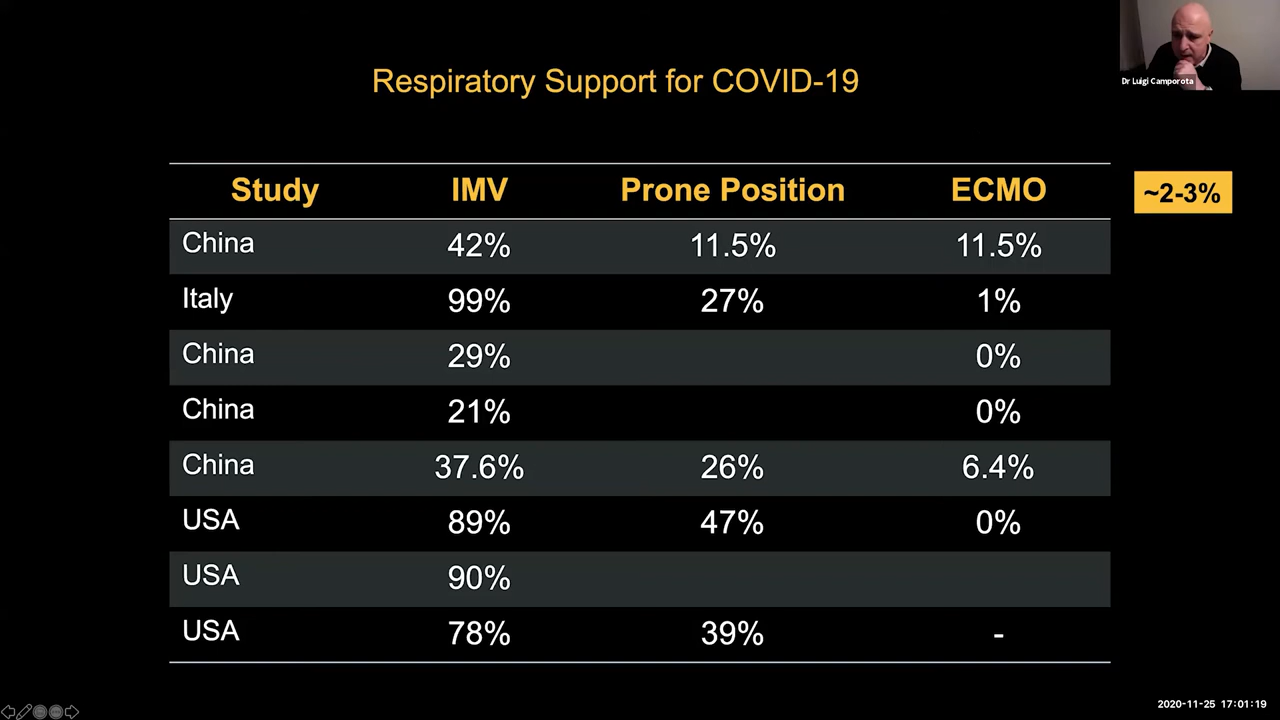 Respiratory Support for COVID-19
Dr Luigi Camporota
Study IMV Prone Position ECMO ~2-3%
China 42% 11.5% 11.5%
Italy 99% 27% 1%
China 29% 0%
China 21% 0%
China 37.6% 26% 6.4%
USA 89% 47% 0%
USA 90%
USA 78% 39% -
2020-11-25 17:01:19